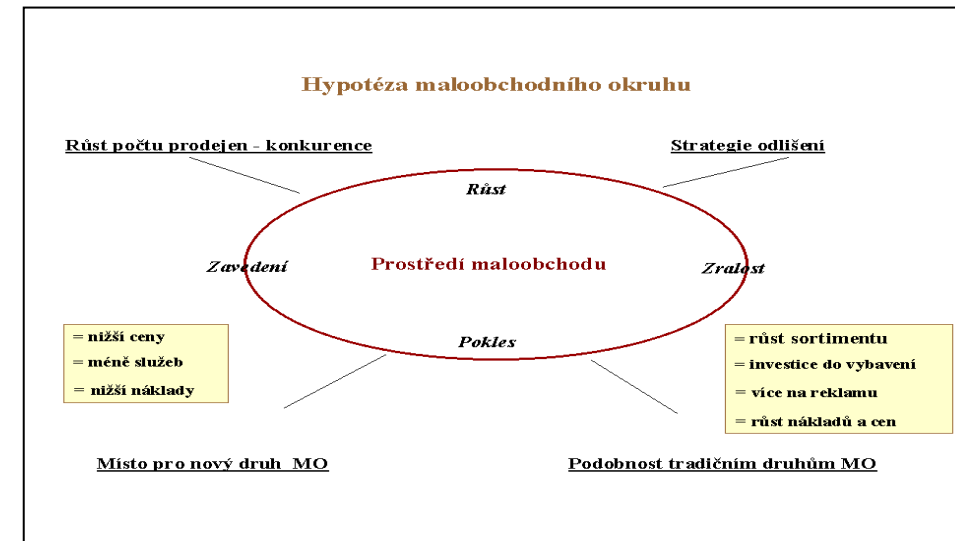 Hypotéza maloobchodního okruhu
Růst počtu prodejen - konkurence
Strategie odlišení
Růst
Zavedení
Prostředí maloobchodu
Zralost
Pokles
= nižší ceny
= méně služeb
= nižší náklady
= růst sortimentu
= investice do vybavení
= více na reklamu
= růst nákladů a cen
Místo pro nový druh MO
Podobnost tradičním druhům MO